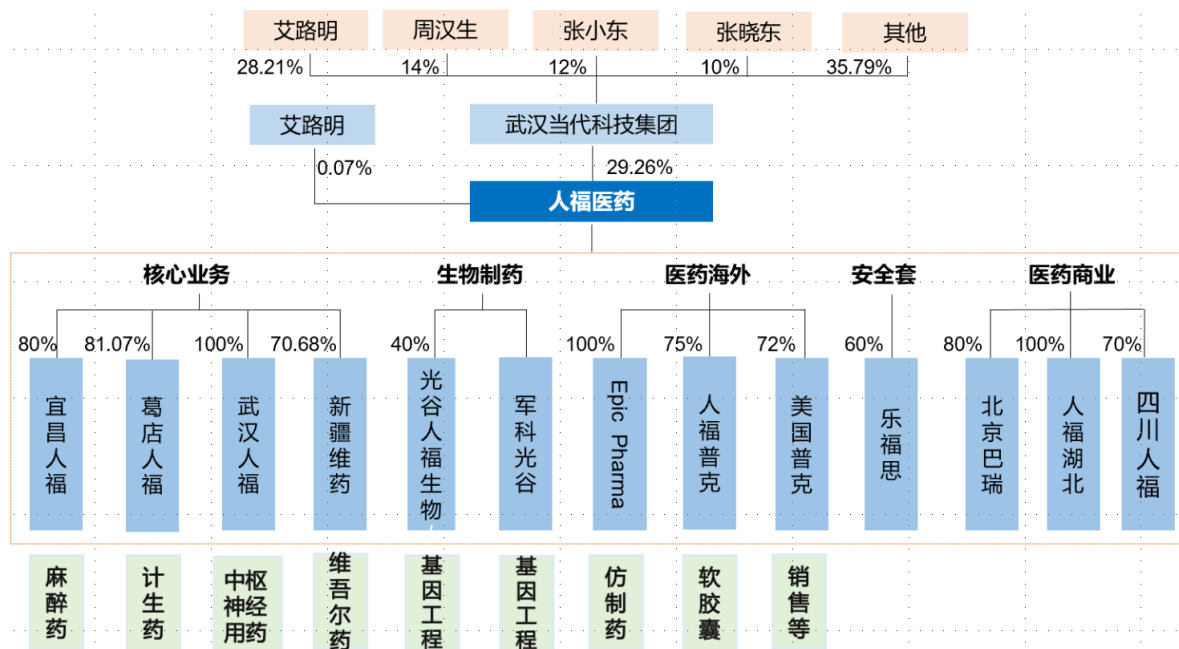 艾路明
周汉生
张小东
张晓东
其他
28.21%
14%
12%
10%
35.79%
艾路明
武汉当代科技集团
0.07%
29.26%
人福医药
核心业务
生物制药
医药海外
安全套
医药商业
80%
81.07%
100%
70.68%
40%
100%
75%
72%
60%
80%
100%
70%
宜昌人福
葛店人福
武汉人福
新疆维药
光谷人福生物
军科光谷
Epic Pharma
人福普克
美国普克
乐福思
北京巴瑞
人福湖北
四川人福
麻醉药
计生药
中枢神经用药
维吾尔药
基因工程
基因工程
仿制药
软胶囊
销售等